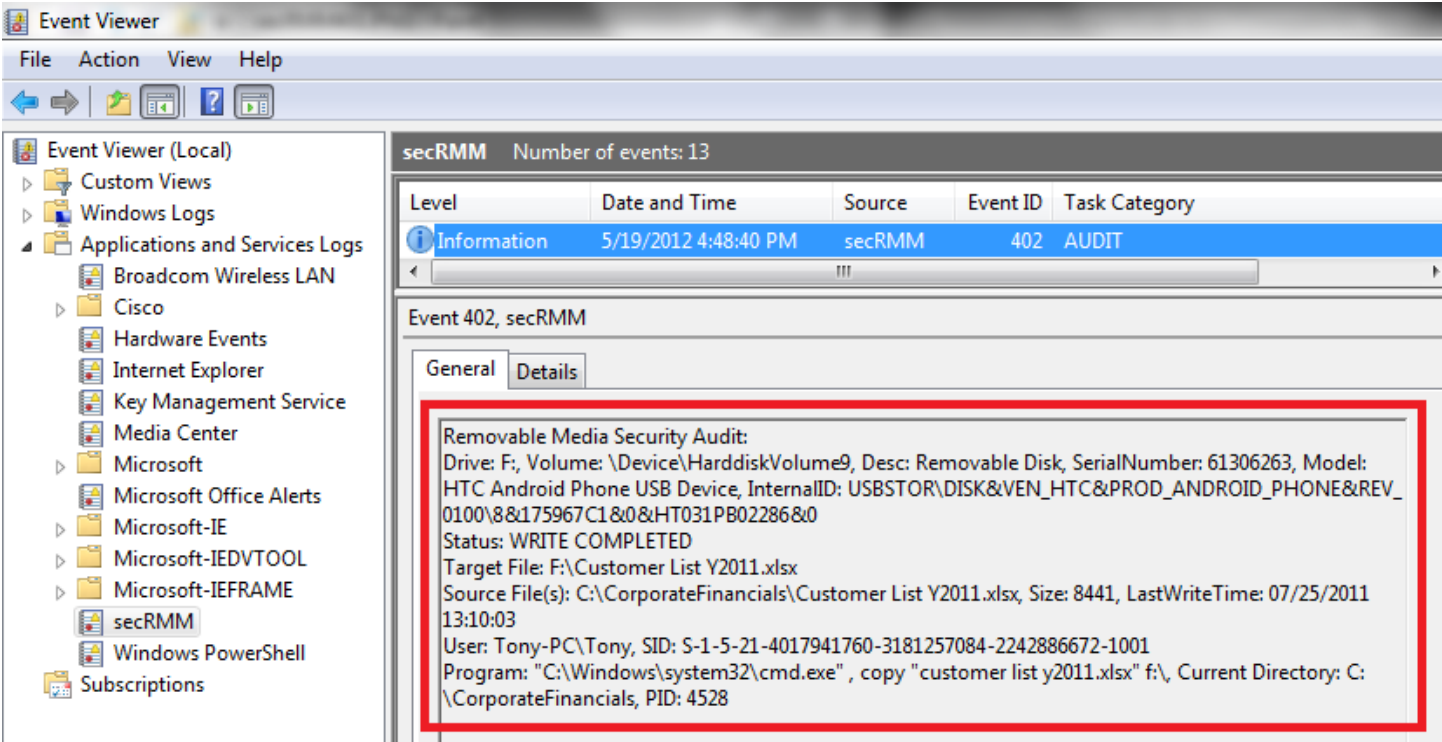 Event Viewer
File Action View Help
Event Viewer (Local)
Custom Views
Windows Logs
Applications and Services Logs
Broadcom Wireless LAN
Cisco
Hardware Events
Internet Explorer
Key Management Service
Media Center
Microsoft
Microsoft Office Alerts
Microsoft-IE
Microsoft-IEDVTOOL
Microsoft-IEFRAME
secRMM
Windows PowerShell
Subscriptions
secRMM Number of events: 13
Level Date and Time Source Event ID Task Category
Information 5/19/2012 4:48:40 PM secRMM 402 AUDIT
Event 402, secRMM
General Details
Removable Media Security Audit:
Drive: F:, Volume: \Device\HarddiskVolume9, Desc: Removable Disk, SerialNumber: 61306263, Model:
HTC Android Phone USB Device, InternalID: USBSTOR\DISK&VEN_HTC&PROD_ANDROID_PHONE&REV_
0100\8&175967C1&0&HT031PB02286&0
Status: WRITE COMPLETED
Target File: F:\Customer List Y2011.xlsx
Source File(s): C:\CorporateFinancials\Customer List Y2011.xlsx, Size: 8441, LastWriteTime: 07/25/2011
13:10:03
User: Tony-PC\Tony, SID: S-1-5-21-4017941760-3181257084-2242886672-1001
Program: "C:\Windows\system32\cmd.exe" , copy "customer list y2011.xlsx" f:\, Current Directory: C:
\CorporateFinancials, PID: 4528